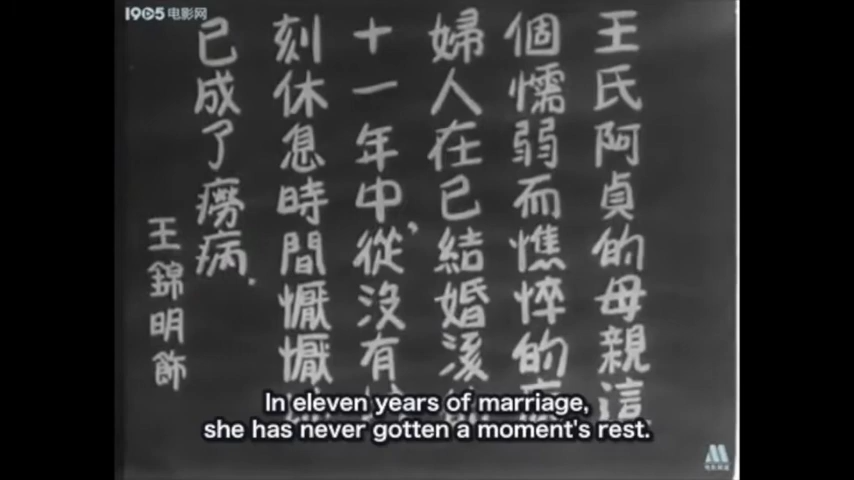 1905电影网
王氏阿貞的母親這
個懦弱而憔悴的
婦人在已結婚後
十一年中，從沒有
刻休息時間懨懨
已成了癆病.
王錦明飾
In eleven years of marriage,
she has never gotten a moment's rest.